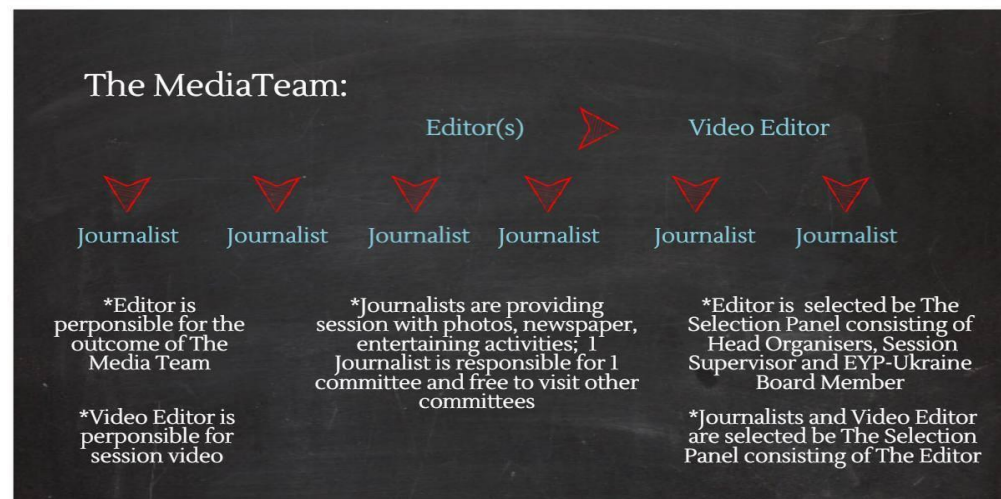 The MediaTeam:
Editor(s)
Video Editor
Journalist
Journalist
Journalist
Journalist
Journalist
Journalist
*Editor is
perponsible for the
outcome of The
Media Team
*Video Editor is
perponsible for
session video
*Journalists are providing
session with photos, newspaper,
entertaining activities; 1
Journalist is responsible for 1
committee and free to visit other
committees
*Editor is selected be The
Selection Panel consisting of
Head Organisers, Session
Supervisor and EYP-Ukraine
Board Member
*Journalists and Video Editor
are selected be The Selection
Panel consisting of The Editor